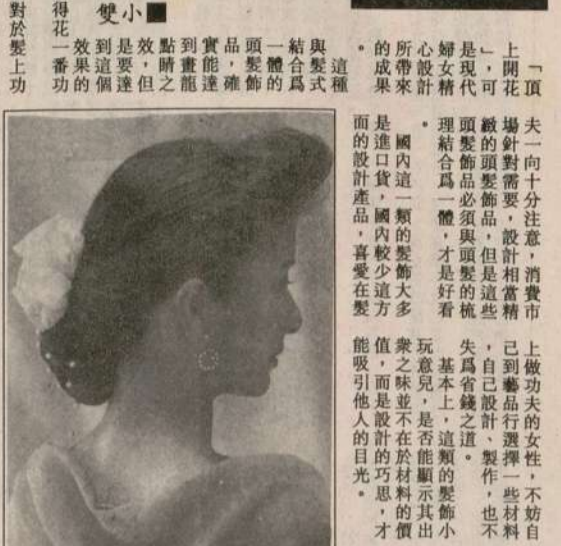 ■小雙
「頂
上開花
」,可
是現代
婦女精
心設計
所帶來
的成果
。
這種
與髮式
結合爲
一體的
頭髮飾
品,確
實能達
到畫龍
點睛之
效,但
是要達
到這個
效果的
得花一番功
對於髮上功
夫一向十分注意,消費市
場針對需要,設計相當精
緻的頭髮飾品,但是這些
頭髮飾品必須與頭髮的梳
理結合爲一體,才是好看
。
國內這一類的髮飾大多
是進口貨,國內較少這方
面的設計產品,喜愛在髮
上做功夫的女性,不妨自
己到藝品行選擇一些材料
,自己設計、製作,也不
失爲省錢之道。
基本上,這類的髮飾小
玩意兒,是否能顯示其出
衆之味並不在於材料的價
值,而是設計的巧思,才
能吸引他人的目光。